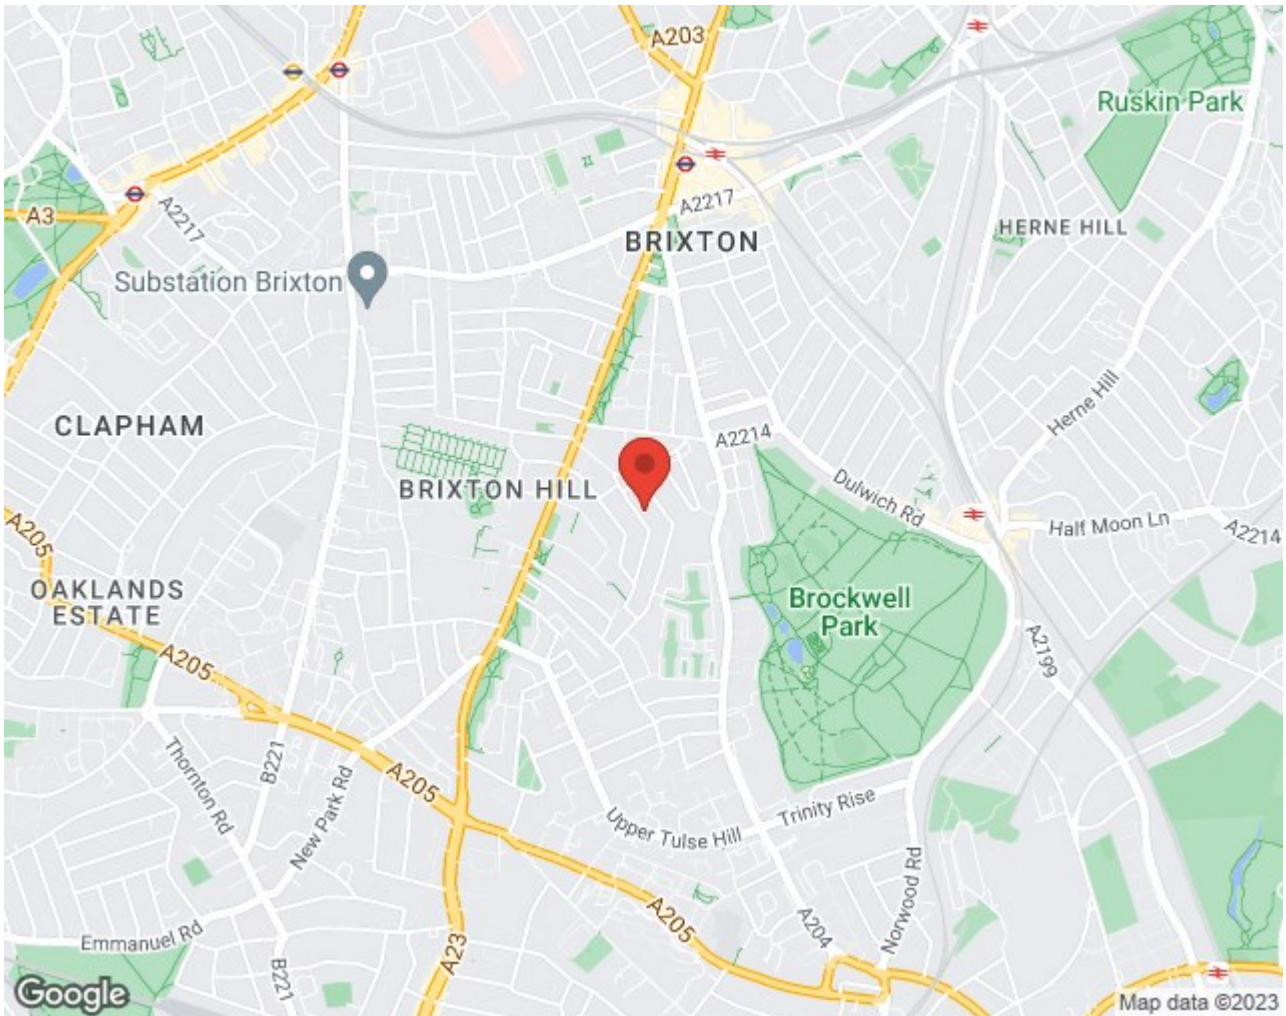 A203
Ruskin Park
A3
A2217
A2217
BRIXTON
HERNE HILL
Substation Brixton
Herne Hill
CLAPHAM
A2214
BRIXTON HILL
Dulwich Rd
Half Moon Ln
A2214
A205
OAKLANDS
ESTATE
Brockwell
Park
A205
A2199
Thornton Rd
B221
New Park Rd
A205
Upper Tulse Hill
Trinity Rise
Norwood Rd
A205
A204
Emmanuel Rd
A23
B221
Google
Map data ©2023